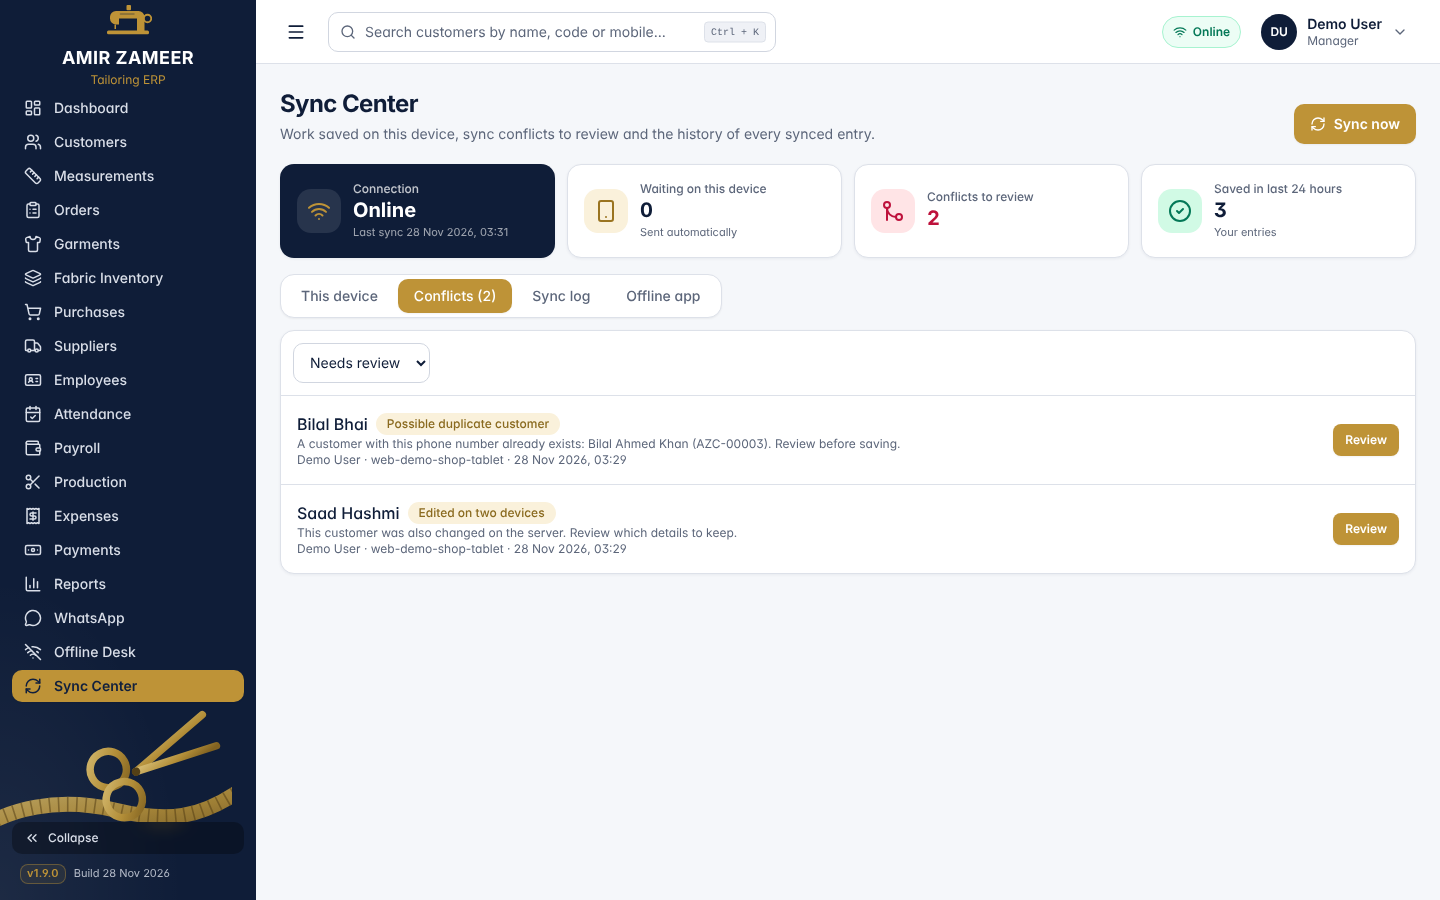 AMIR ZAMEER
Tailoring ERP
Dashboard
Customers
Measurements
Orders
Garments
Fabric Inventory
Purchases
Suppliers
Employees
Attendance
Payroll
Production
Expenses
Payments
Reports
WhatsApp
Offline Desk
Sync Center
Collapse
v1.9.0 Build 28 Nov 2026
Search customers by name, code or mobile... Ctrl + K
Online
DU
Demo User
Manager
Sync Center
Work saved on this device, sync conflicts to review and the history of every synced entry.
Sync now
Connection
Online
Last sync 28 Nov 2026, 03:31
Waiting on this device
0
Sent automatically
Conflicts to review
2
Saved in last 24 hours
3
Your entries
This device Conflicts (2) Sync log Offline app
Needs review
Bilal Bhai Possible duplicate customer
A customer with this phone number already exists: Bilal Ahmed Khan (AZC-00003). Review before saving.
Demo User · web-demo-shop-tablet · 28 Nov 2026, 03:29
Review
Saad Hashmi Edited on two devices
This customer was also changed on the server. Review which details to keep.
Demo User · web-demo-shop-tablet · 28 Nov 2026, 03:29
Review